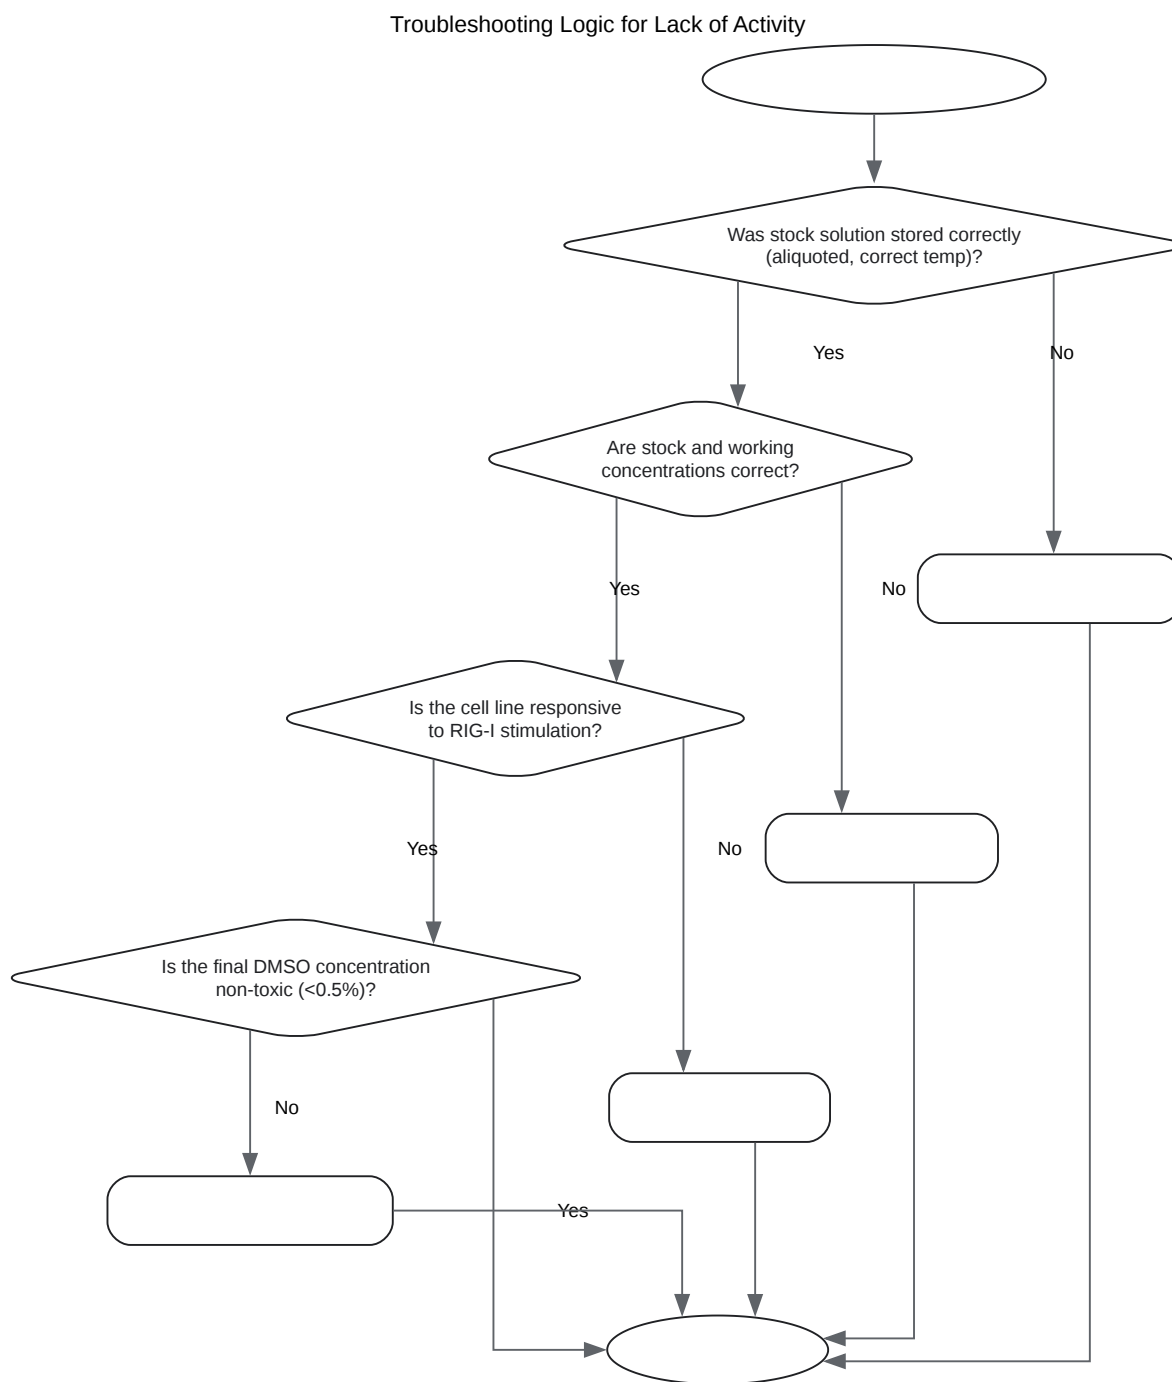 Troubleshooting Logic for Lack of Activity
Was stock solution stored correctly
(aliquoted, correct temp)?
Yes
No
Are stock and working
concentrations correct?
Yes
No
Is the cell line responsive
to RIG-I stimulation?
Yes
No
Is the final DMSO concentration
non-toxic (<0.5%)?
No
Yes